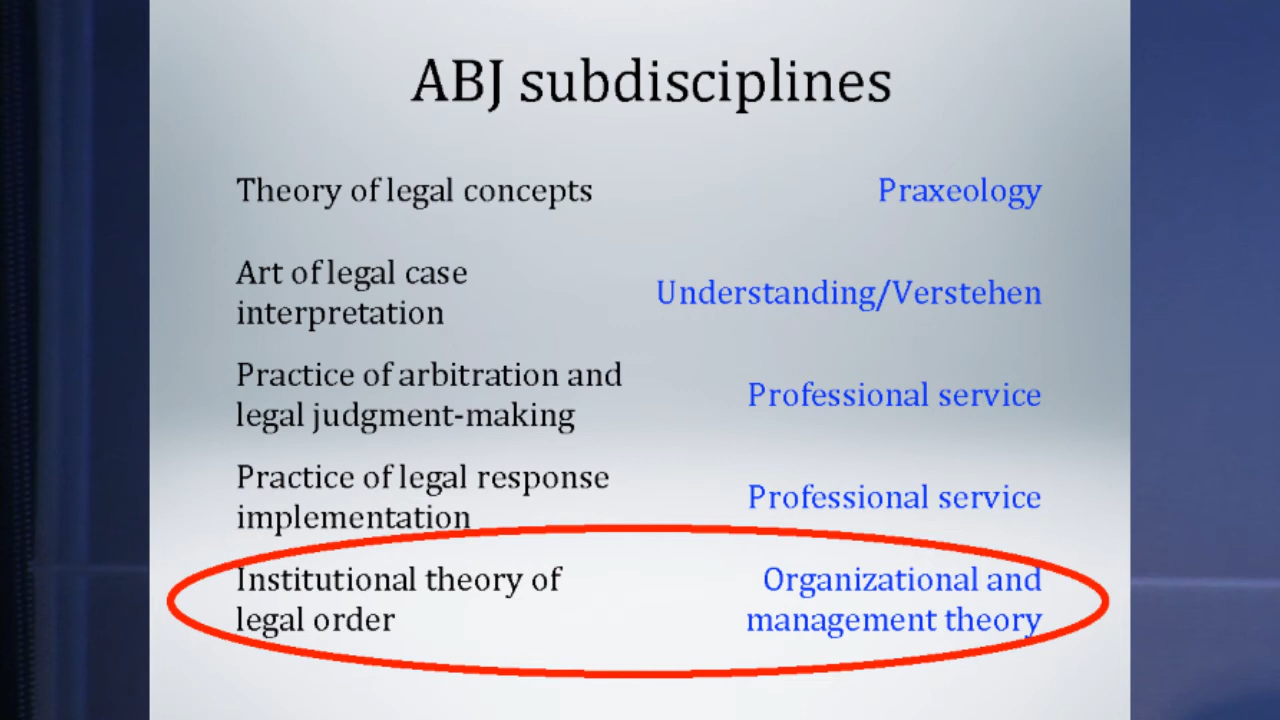 ABJ subdisciplines
Theory of legal concepts
Praxeology
Art of legal case
interpretation
Understanding/Verstehen
Practice of arbitration and
legal judgment-making
Professional service
Practice of legal response
implementation
Professional service
Institutional theory of
legal order
Organizational and
management theory